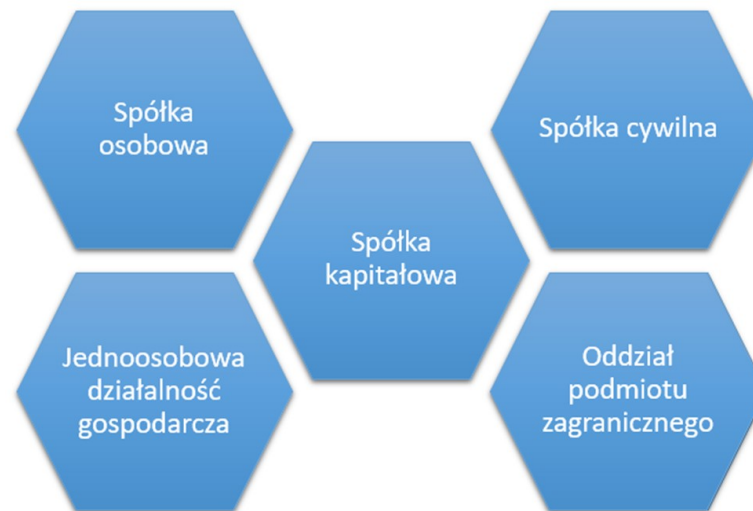 Spółka
osobowa
Spółka cywilna
Spółka
kapitałowa
Jednoosobowa
działalność
gospodarcza
Oddział
podmiotu
zagranicznego